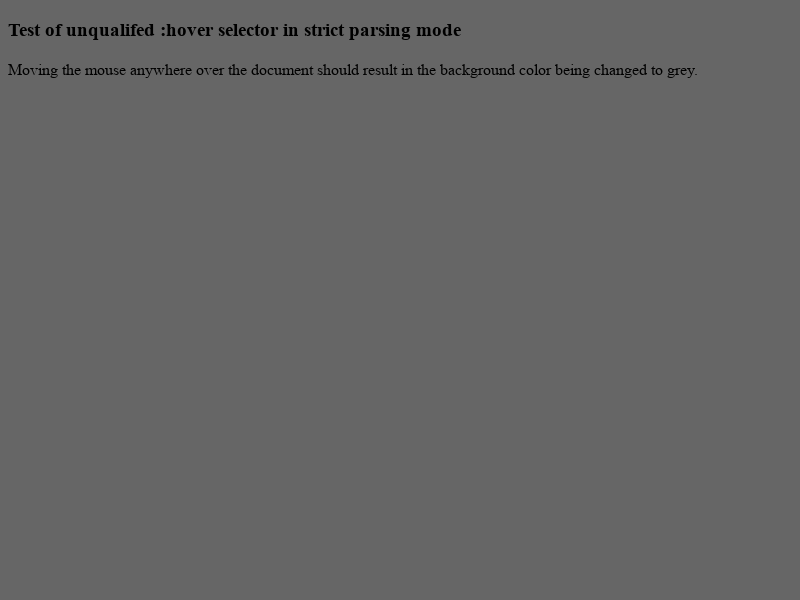 Test of unqualifed :hover selector in strict parsing mode
Moving the mouse anywhere over the document should result in the background color being changed to grey.